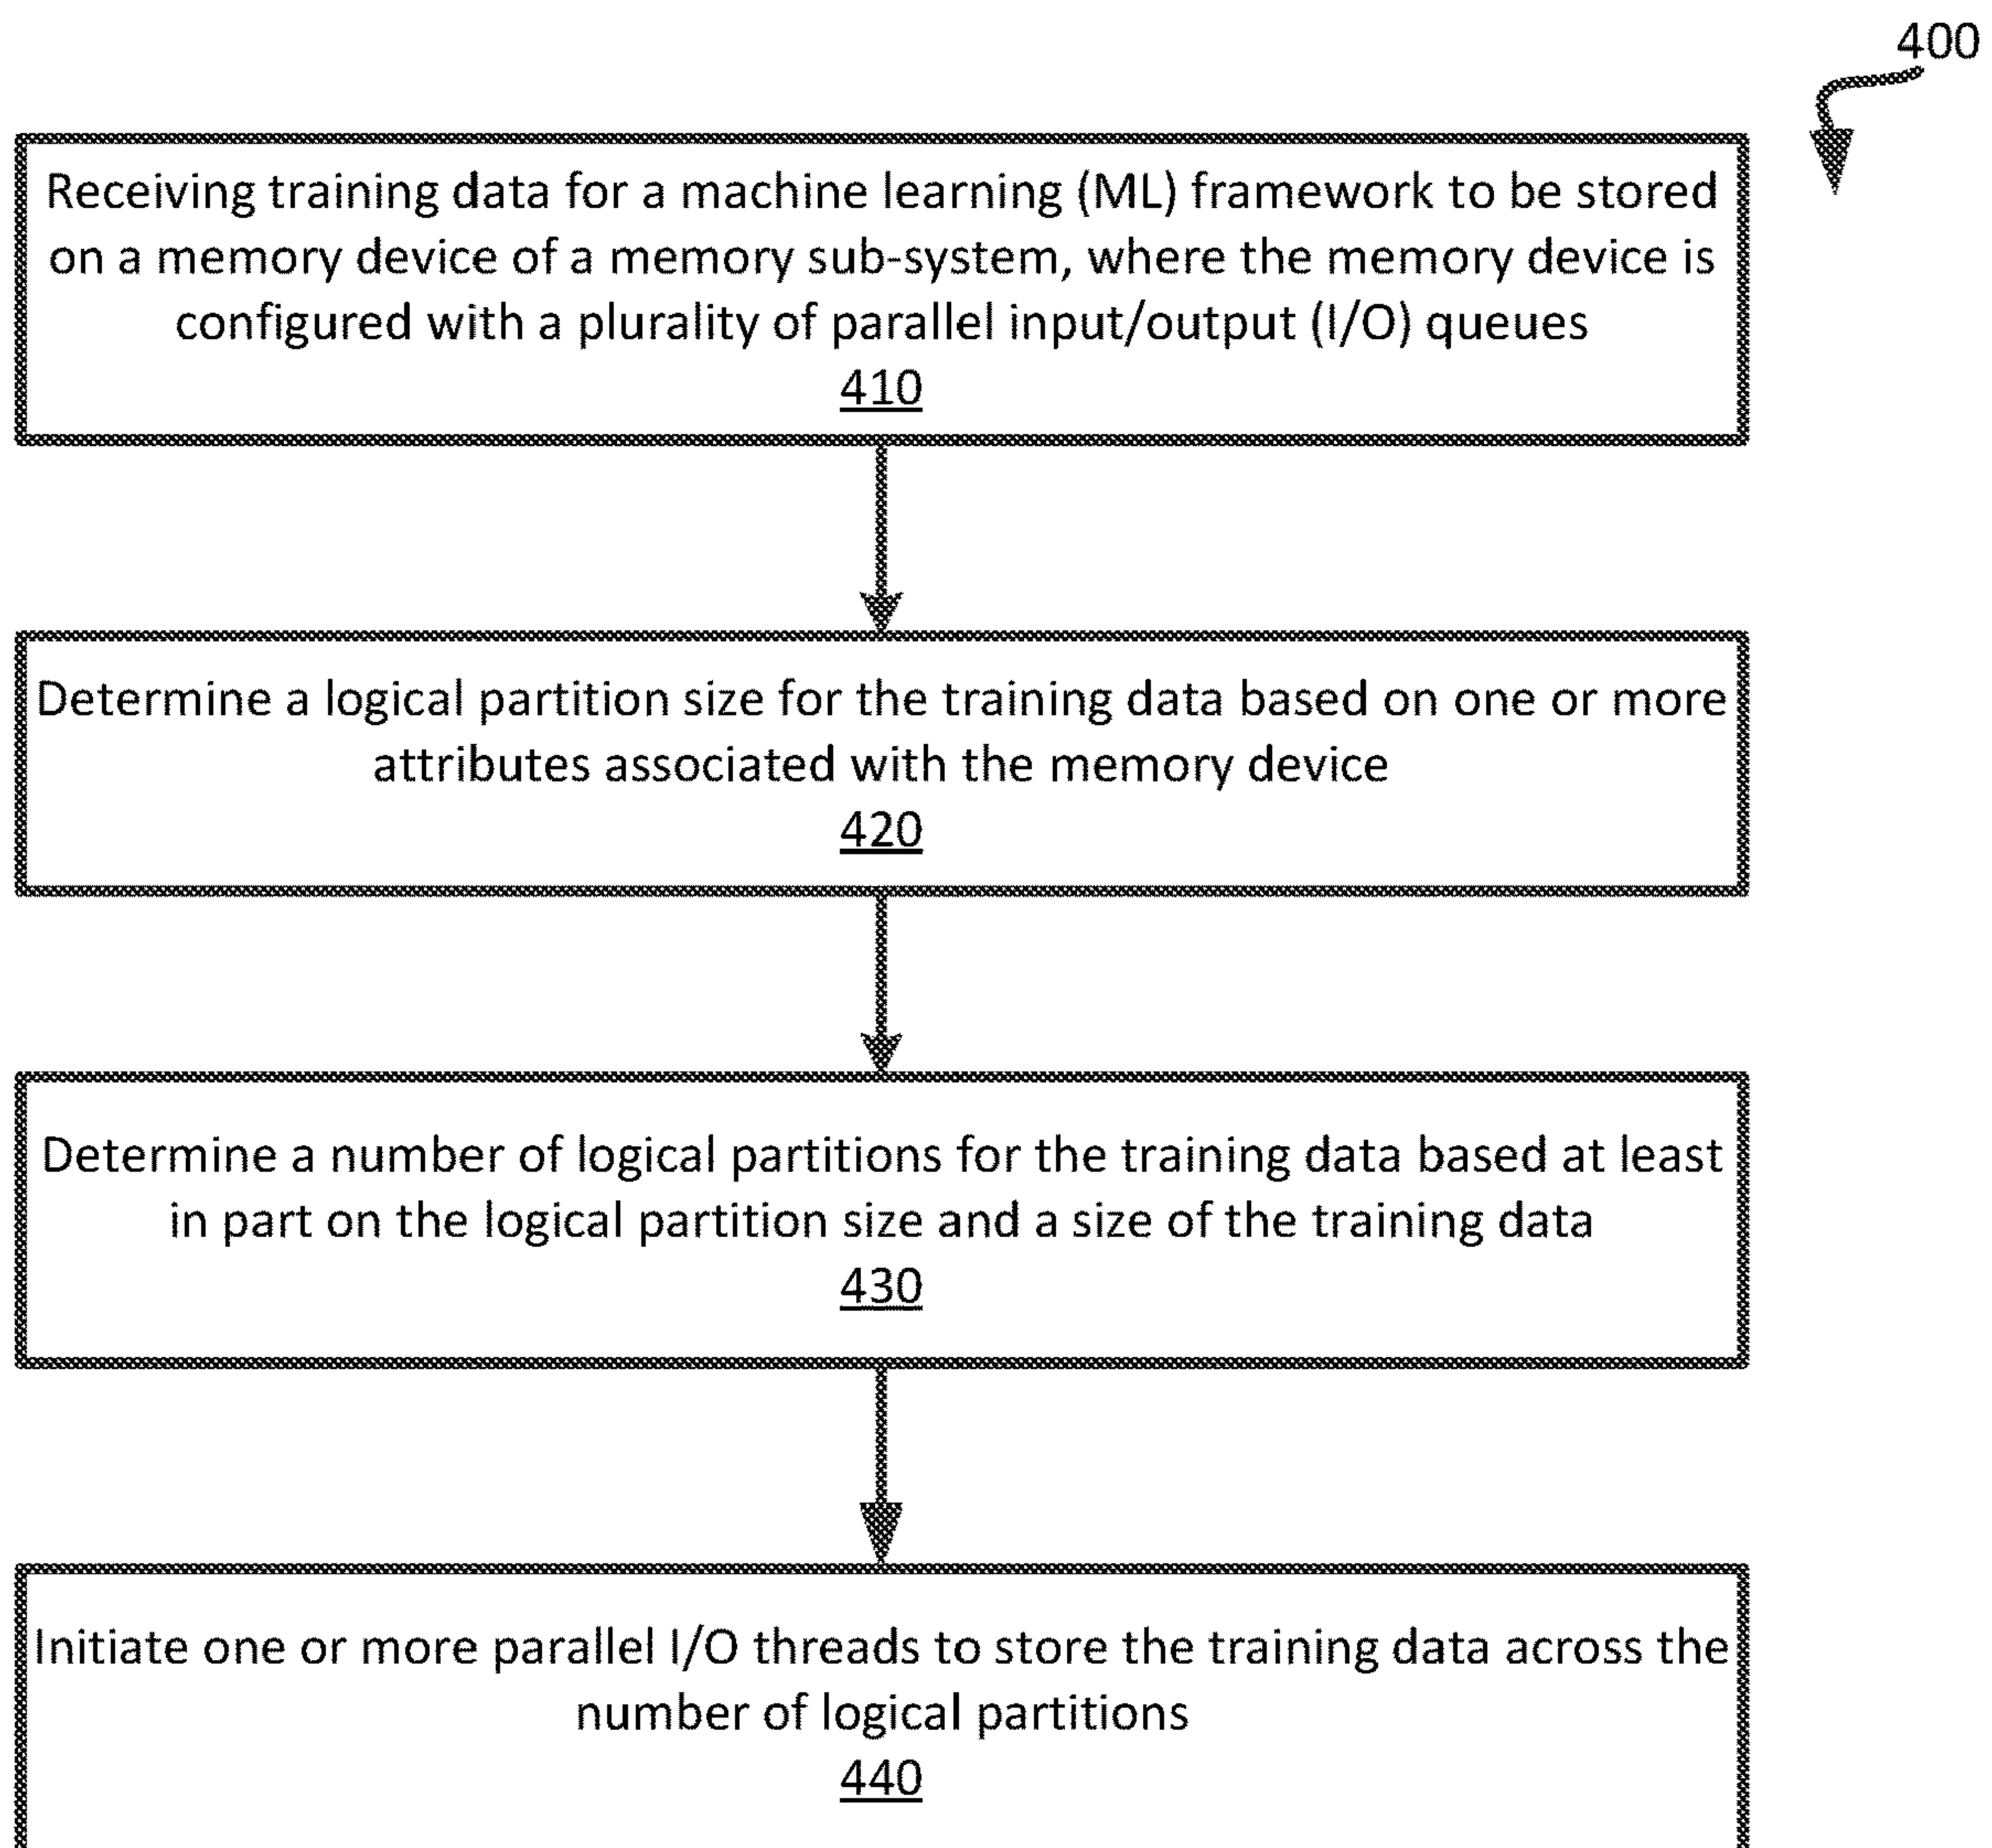 400
Receiving training data for a machine learning (ML) framework to be stored
on a memory device of a memory sub-system, where the memory device is
configured with a plurality of parallel input/output (I/O) queues
410
Determine a logical partition size for the training data based on one or more
attributes associated with the memory device
420
Determine a number of logical partitions for the training data based at least
in part on the logical partition size and a size of the training data
430
Initiate one or more parallel I/O threads to store the training data across the
number of logical partitions
440